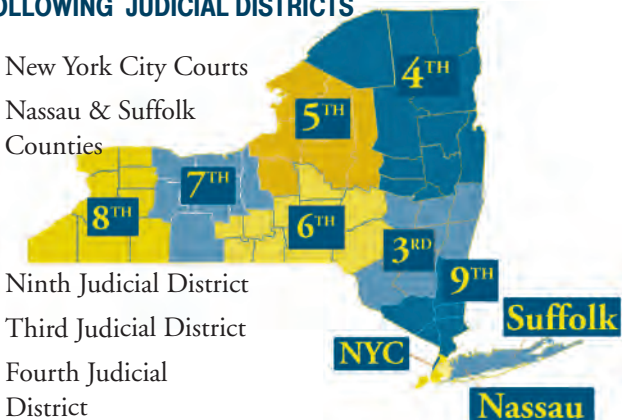 OLLOWING JUDICIAL DISTRICTS
New York City Courts
Nassau & Suffolk
Counties
Ninth Judicial District
Third Judicial District
Fourth Judicial
District
4TH
5TH
7TH
8TH
6TH
3RD
9TH
Suffolk
NYC
Nassau